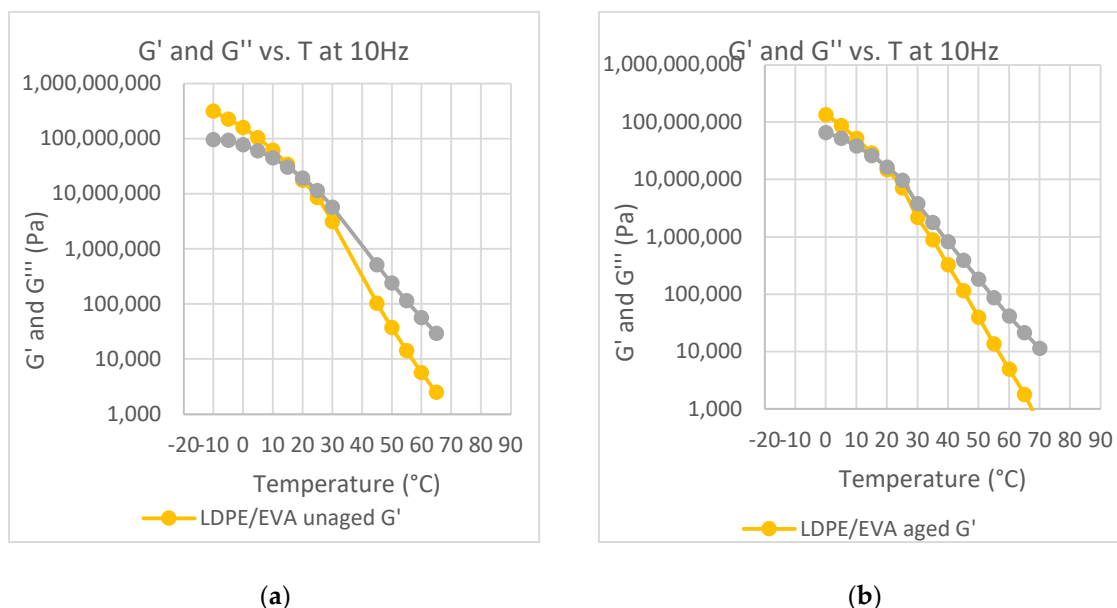 G' and G'' vs. T at 10Hz
1,000,000,000
100,000,000
10,000,000
1,000,000
100,000
10,000
1,000
G' and G''' (Pa)
-20-10 0 10 20 30 40 50 60 70 80 90
Temperature (°C)
LDPE/EVA unaged G'
(a)
G' and G'' vs. T at 10Hz
1,000,000,000
100,000,000
10,000,000
1,000,000
100,000
10,000
1,000
G' and G''' (Pa)
-20-10 0 10 20 30 40 50 60 70 80 90
Temperature (°C)
LDPE/EVA aged G'
(b)